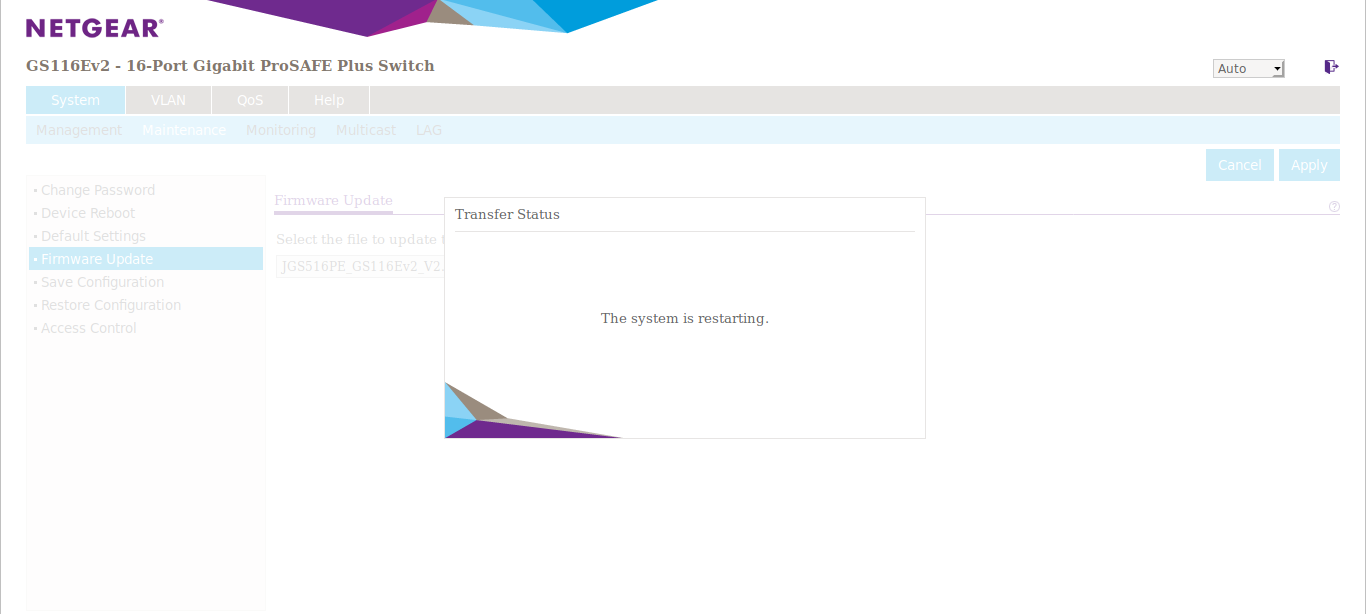 NETGEAR®
GS116Ev2 - 16-Port Gigabit ProSAFE Plus Switch
Auto
System VLAN QoS Help
Management Maintenance Monitoring Multicast LAG
Cancel Apply
• Change Password
• Device Reboot
• Default Settings
• Firmware Update
• Save Configuration
• Restore Configuration
• Access Control
Firmware Update
?
Select the file to update
JGS516PE_GS116Ev2_V2.
Transfer Status
The system is restarting.